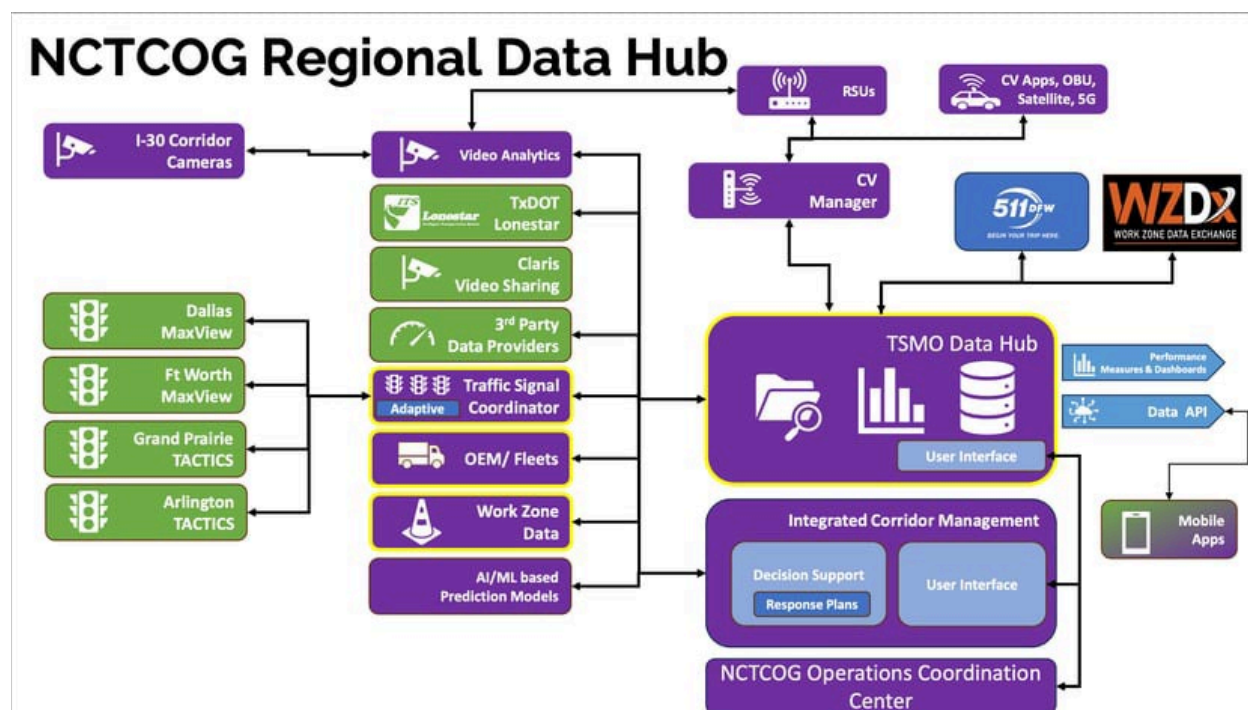 NCTCOG Regional Data Hub
RSUs
CV Apps, OBU,
Satellite, 5G
I-30 Corridor
Cameras
Video Analytics
CV
Manager
ITS
Lonestar
TxDOT
Lonestar
511DFW
BEGIN YOUR TRIP HERE.
WZDx
WORK ZONE DATA EXCHANGE
Claris
Video Sharing
Dallas
MaxView
3rd Party
Data Providers
TSMO Data Hub
Performance
Measures & Dashboards
Ft Worth
MaxView
Traffic Signal
Coordinator
Adaptive
Data API
Grand Prairie
TACTICS
OEM/ Fleets
User Interface
Arlington
TACTICS
Work Zone
Data
Integrated Corridor Management
Mobile
Apps
AI/ML based
Prediction Models
Decision Support
Response Plans
User Interface
NCTCOG Operations Coordination
Center